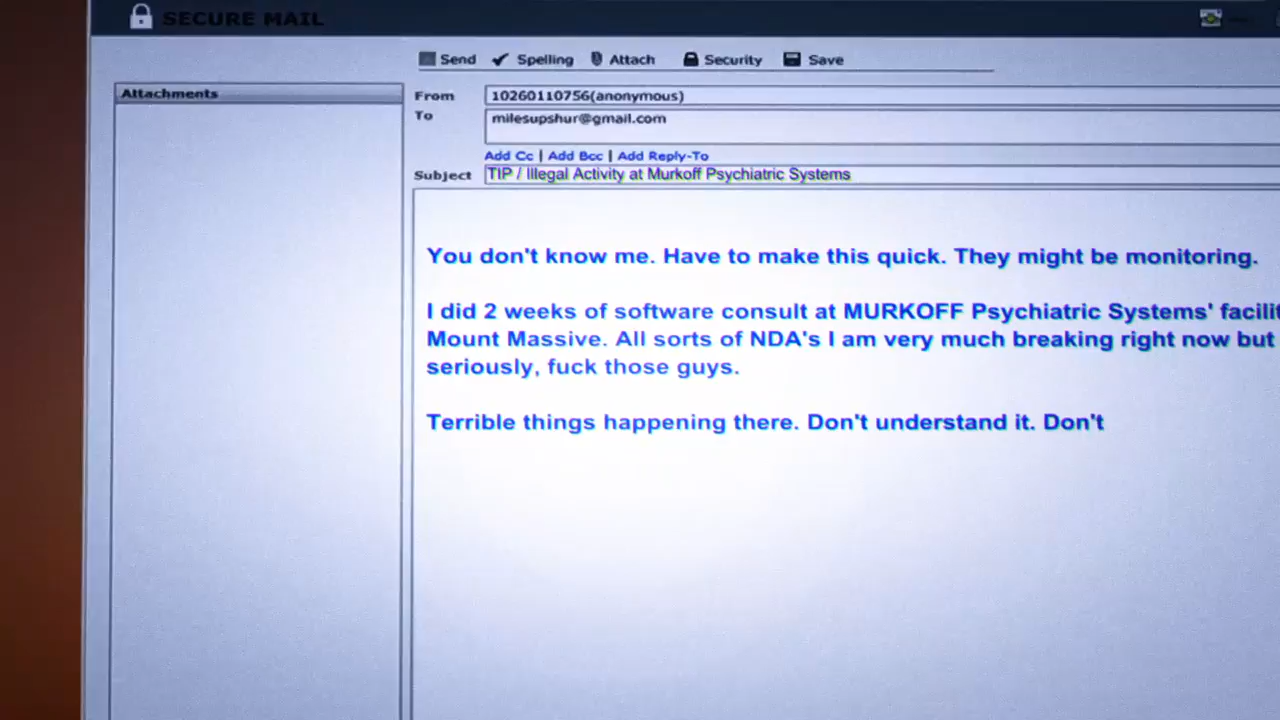 SECURE MAIL
Send Spelling Attach Security Save
Attachments
From 10260110756(anonymous)
To milesupshur@gmail.com
Add Cc | Add Bcc | Add Reply-To
Subject TIP / Illegal Activity at Murkoff Psychiatric Systems
You don't know me. Have to make this quick. They might be monitoring.
I did 2 weeks of software consult at MURKOFF Psychiatric Systems' facilit
Mount Massive. All sorts of NDA's I am very much breaking right now but
seriously, fuck those guys.
Terrible things happening there. Don't understand it. Don't